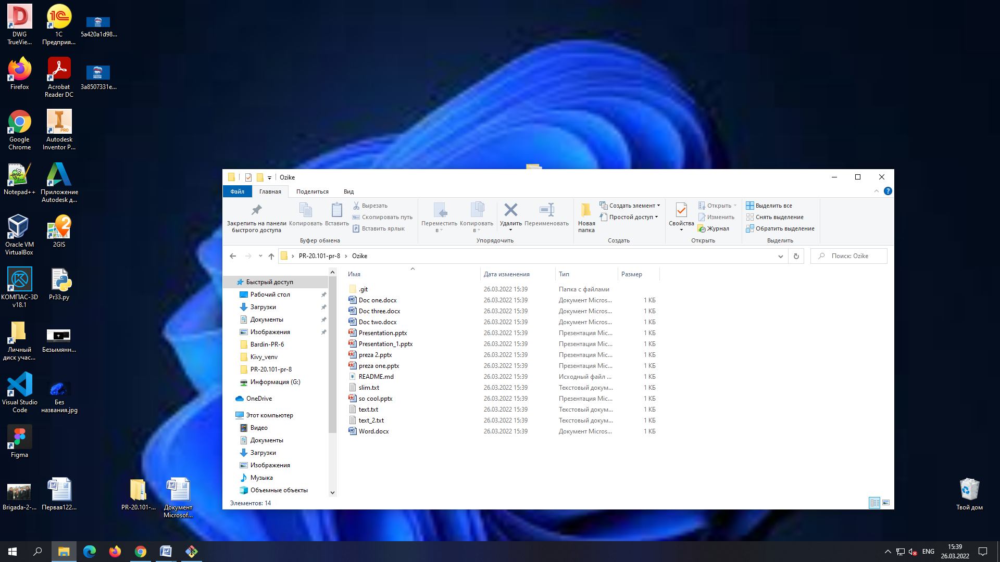 DWG
TrueVie...
1C
Предприя...
5a420a1d98...
Firefox
Acrobat
Reader DC
3a8507331e...
Google
Chrome
Autodesk
Inventor P...
PRO
Notepad++
Приложение
Autodesk д...
Oracle VM
VirtualBox
2GIS
КОМПАС-3D
v18.1
Pr33.py
Личный
диск учас...
Безымянн...
Visual Studio
Code
Без
названия.jpg
Figma
Brigada-2-...
Первая122...
PR-20.101-...
Документ
Microsof...
Твой дом
Ozike
Файл
Главная
Поделиться
Вид
Закрепить на панели
быстрого доступа
Копировать
Вставить
Вырезать
Скопировать путь
Вставить ярлык
Буфер обмена
Переместить
в
Копировать
в
Удалить
Переименовать
Упорядочить
Новая
папка
Создать элемент
Простой доступ
Создать
Свойства
Открыть
Изменить
Журнал
Открыть
Выделить все
Снять выделение
Обратить выделение
Выделить
PR-20.101-pr-8 › Ozike
Поиск: Ozike
Быстрый доступ
Рабочий стол
Загрузки
Документы
Изображения
Bardin-PR-6
Kivy_venv
PR-20.101-pr-8
Информация (G:)
OneDrive
Этот компьютер
Видео
Документы
Загрузки
Изображения
Музыка
Объемные объекты
Имя Дата изменения Тип Размер
.git 26.03.2022 15:39 Папка с файлами
Doc one.docx 26.03.2022 15:39 Документ Micros... 1 КБ
Doc three.docx 26.03.2022 15:39 Документ Micros... 1 КБ
Doc two.docx 26.03.2022 15:39 Документ Micros... 1 КБ
Presentation.pptx 26.03.2022 15:39 Презентация Mic... 1 КБ
Presentation_1.pptx 26.03.2022 15:39 Презентация Mic... 1 КБ
preza 2.pptx 26.03.2022 15:39 Презентация Mic... 1 КБ
preza one.pptx 26.03.2022 15:39 Презентация Mic... 1 КБ
README.md 26.03.2022 15:39 Исходный файл ... 1 КБ
slim.txt 26.03.2022 15:39 Текстовый докум... 1 КБ
so cool.pptx 26.03.2022 15:39 Презентация Mic... 1 КБ
text.txt 26.03.2022 15:39 Текстовый докум... 1 КБ
text_2.txt 26.03.2022 15:39 Текстовый докум... 1 КБ
Word.docx 26.03.2022 15:39 Документ Micros... 1 КБ
Элементов: 14
ENG
15:39
26.03.2022